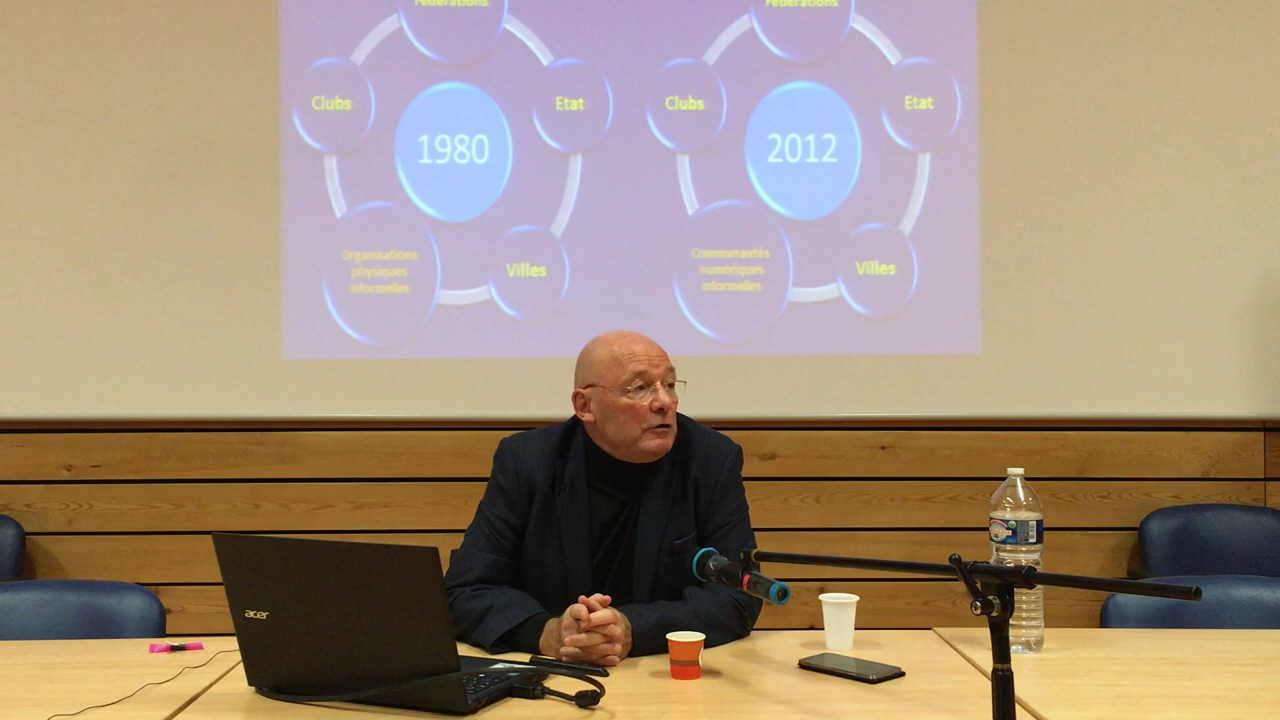 Fédérations
Clubs
Etat
1980
Organisations
physiques
informelles
Villes
Fédérations
Clubs
Etat
2012
Communautés
numériques
informelles
Villes
acer